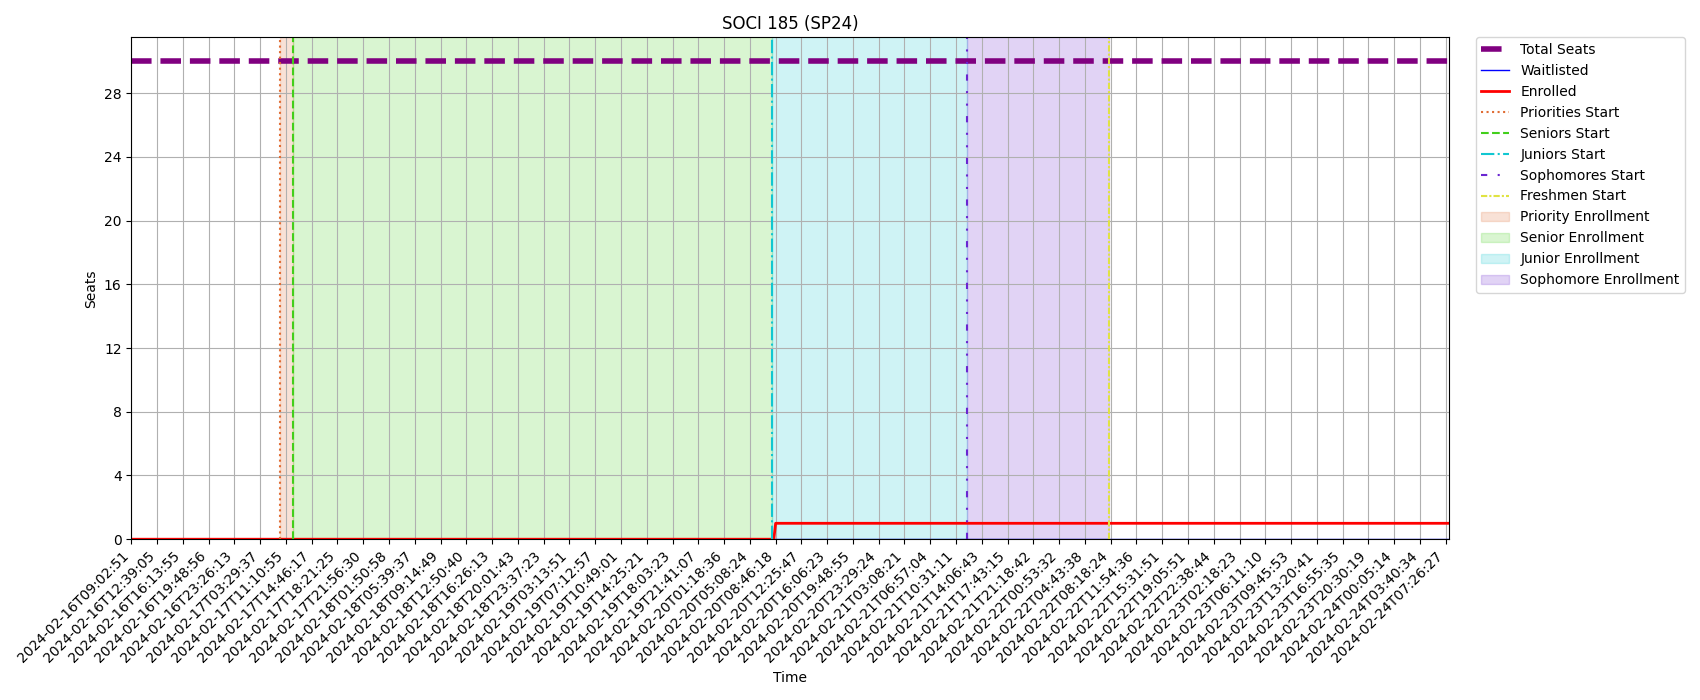 SOCI 185 (SP24)
Total Seats
Waitlisted
Enrolled
Priorities Start
Seniors Start
Juniors Start
Sophomores Start
Freshmen Start
Priority Enrollment
Senior Enrollment
Junior Enrollment
Sophomore Enrollment
Seats
28
24
20
16
12
8
4
0
2024-02-16T09:02:51
2024-02-16T12:39:05
2024-02-16T16:13:55
2024-02-16T19:48:56
2024-02-16T23:26:13
2024-02-17T03:29:37
2024-02-17T11:10:55
2024-02-17T14:46:17
2024-02-17T18:21:25
2024-02-17T21:56:30
2024-02-18T01:50:58
2024-02-18T05:39:37
2024-02-18T09:14:49
2024-02-18T12:50:40
2024-02-18T16:26:13
2024-02-18T20:01:43
2024-02-18T23:37:23
2024-02-19T03:13:51
2024-02-19T07:12:57
2024-02-19T10:49:01
2024-02-19T14:25:21
2024-02-19T18:03:23
2024-02-19T21:41:07
2024-02-20T01:18:36
2024-02-20T05:08:24
2024-02-20T08:46:18
2024-02-20T12:25:47
2024-02-20T16:06:23
2024-02-20T19:48:55
2024-02-20T23:29:24
2024-02-21T03:08:21
2024-02-21T06:57:04
2024-02-21T10:31:11
2024-02-21T14:06:43
2024-02-21T17:43:15
2024-02-21T21:18:42
2024-02-22T00:53:32
2024-02-22T04:43:38
2024-02-22T08:18:24
2024-02-22T11:54:36
2024-02-22T15:31:51
2024-02-22T19:05:51
2024-02-22T22:38:44
2024-02-23T02:18:23
2024-02-23T06:11:10
2024-02-23T09:45:53
2024-02-23T13:20:41
2024-02-23T16:55:35
2024-02-23T20:30:19
2024-02-24T00:05:14
2024-02-24T03:40:34
2024-02-24T07:26:27
Time